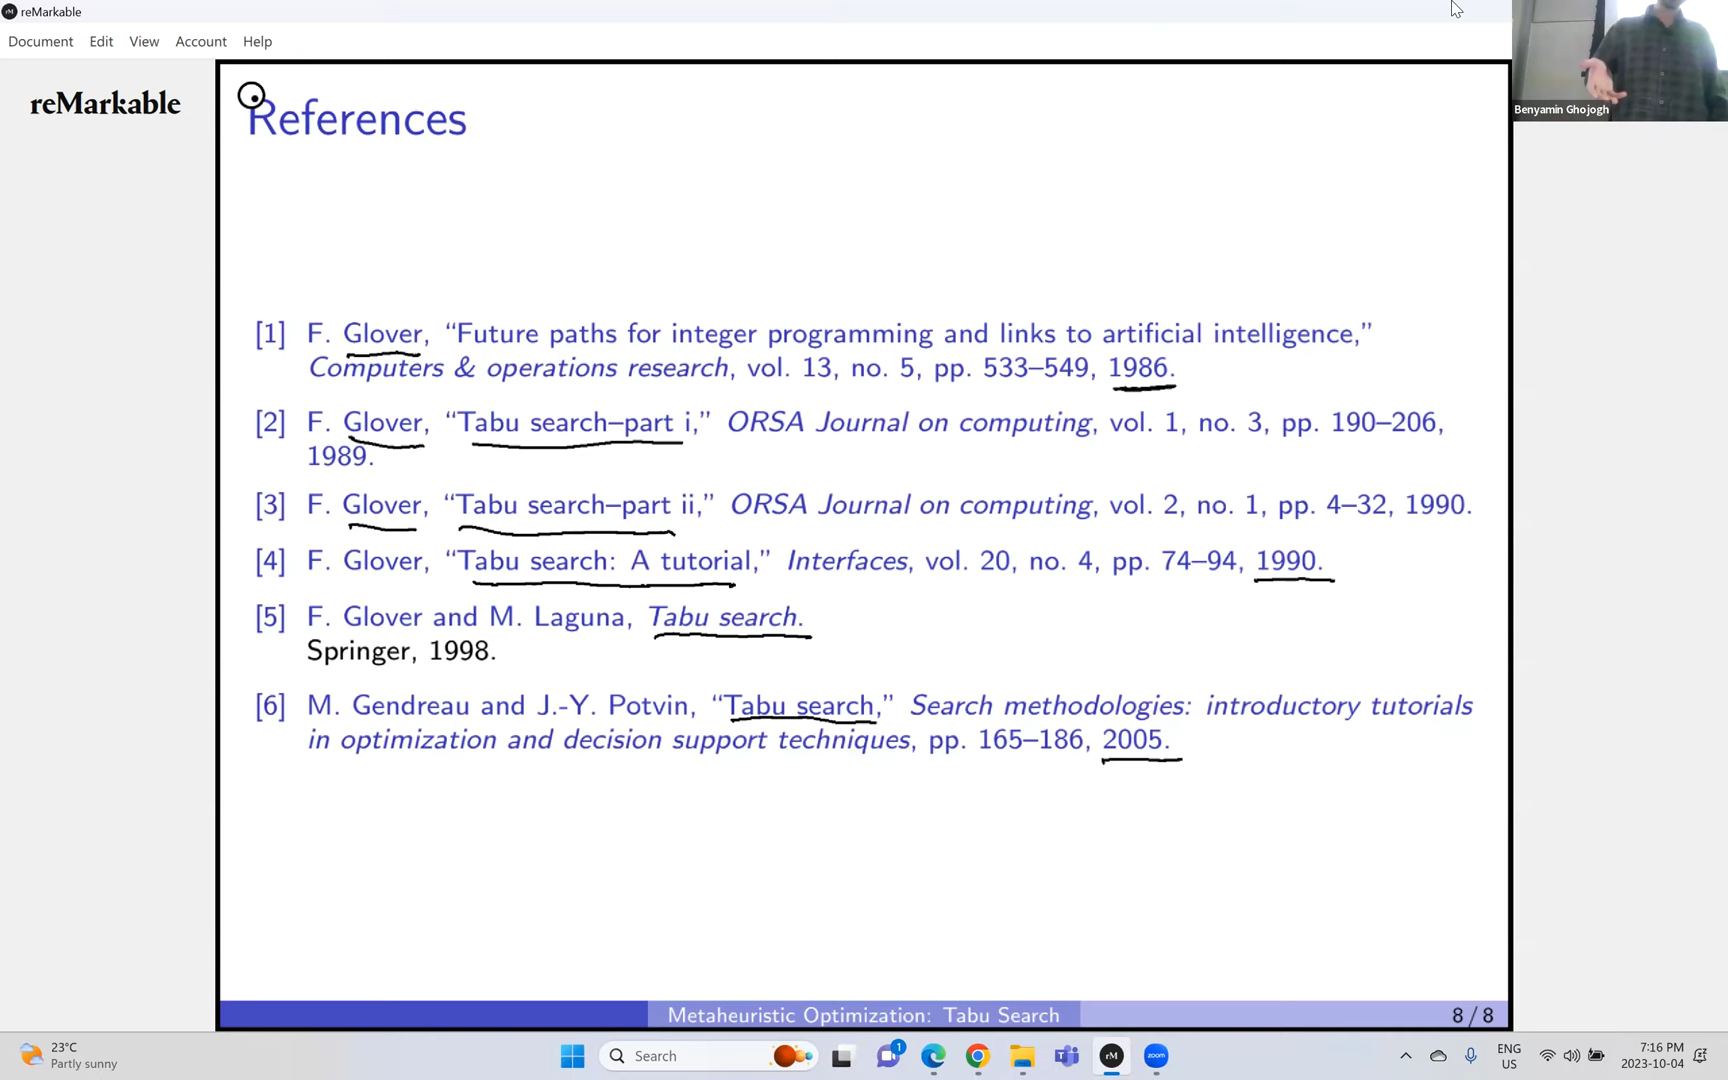 rM reMarkable
Document Edit View Account Help
reMarkable
Benyamin Ghojogh
References
[1] F. Glover, “Future paths for integer programming and links to artificial intelligence,”
Computers & operations research, vol. 13, no. 5, pp. 533–549, 1986.
[2] F. Glover, “Tabu search–part i,” ORSA Journal on computing, vol. 1, no. 3, pp. 190–206,
1989.
[3] F. Glover, “Tabu search–part ii,” ORSA Journal on computing, vol. 2, no. 1, pp. 4–32, 1990.
[4] F. Glover, “Tabu search: A tutorial,” Interfaces, vol. 20, no. 4, pp. 74–94, 1990.
[5] F. Glover and M. Laguna, Tabu search.
Springer, 1998.
[6] M. Gendreau and J.-Y. Potvin, “Tabu search,” Search methodologies: introductory tutorials
in optimization and decision support techniques, pp. 165–186, 2005.
Metaheuristic Optimization: Tabu Search 8 / 8
23°C
Partly sunny
Search
1
rM
zoom
ENG
US
7:16 PM
2023-10-04